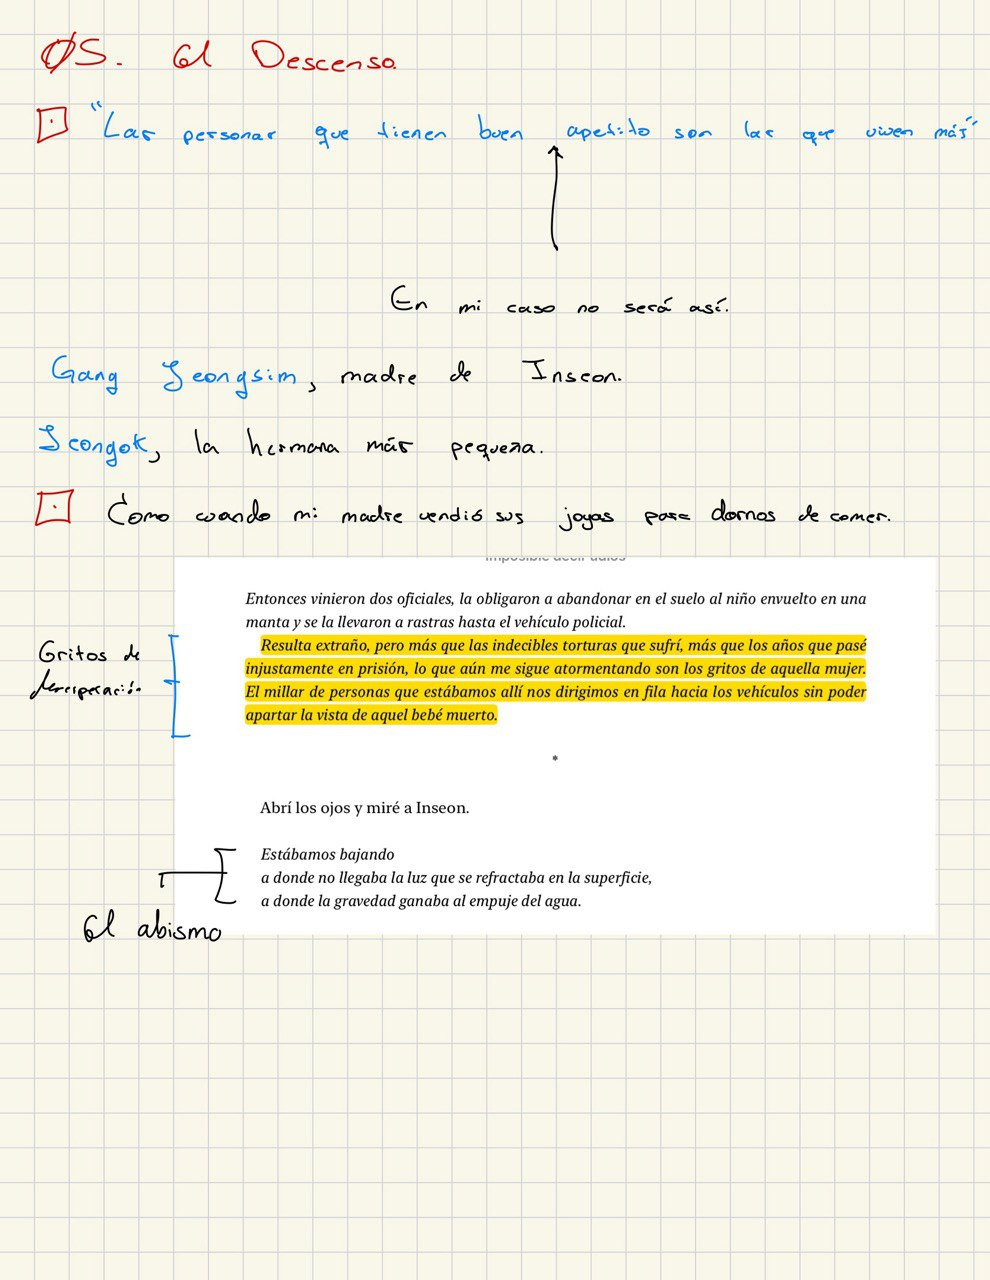 05. El Descenso.
"Las personas que tienen buen apetito son las que viven más"
En mi caso no será así.
Gang Jeongsim, madre de Inseon.
Jeongok, la hermana más pequeña.
Como cuando mi madre vendió sus joyas para darnos de comer.
Imposible decir adiós
Entonces vinieron dos oficiales, la obligaron a abandonar en el suelo al niño envuelto en una
manta y se la llevaron a rastras hasta el vehículo policial.
Gritos de
desesperación.
Resulta extraño, pero más que las indecibles torturas que sufrí, más que los años que pasé
injustamente en prisión, lo que aún me sigue atormentando son los gritos de aquella mujer.
El millar de personas que estábamos allí nos dirigimos en fila hacia los vehículos sin poder
apartar la vista de aquel bebé muerto.
*
Abrí los ojos y miré a Inseon.
Estábamos bajando
a donde no llegaba la luz que se refractaba en la superficie,
a donde la gravedad ganaba al empuje del agua.
El abismo